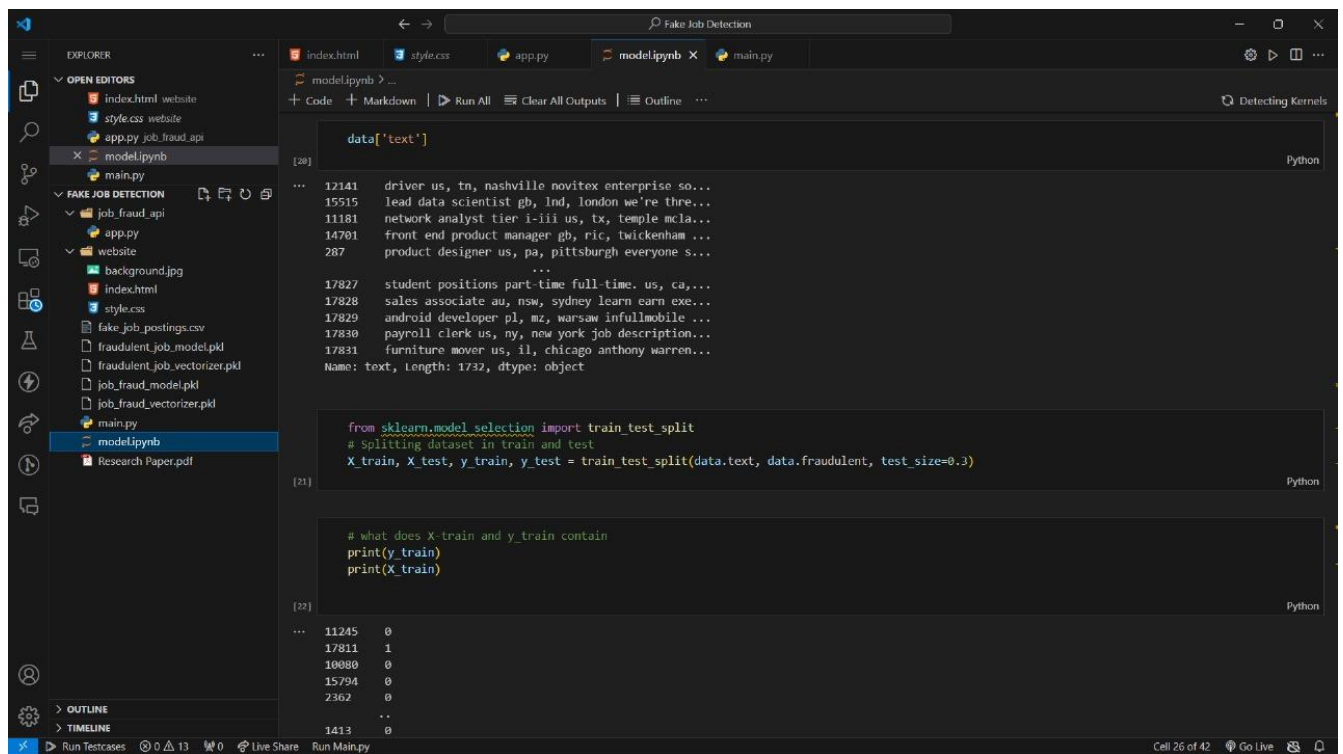 Fake Job Detection
EXPLORER
OPEN EDITORS
index.html website
style.css website
app.py job_fraud_api
model.ipynb
main.py
FAKE JOB DETECTION
job_fraud_api
app.py
website
background.jpg
index.html
style.css
fake_job_postings.csv
fraudulent_job_model.pkl
fraudulent_job_vectorizer.pkl
job_fraud_model.pkl
job_fraud_vectorizer.pkl
main.py
model.ipynb
Research Paper.pdf
OUTLINE
TIMELINE
index.html style.css app.py model.ipynb main.py
model.ipynb > ...
+ Code + Markdown | Run All Clear All Outputs | Outline ...
Detecting Kernels
data['text']
[20] Python
... 12141 driver us, tn, nashville novitex enterprise so...
15515 lead data scientist gb, lnd, london we're thre...
11181 network analyst tier i-iii us, tx, temple mcla...
14701 front end product manager gb, ric, twickenham ...
287 product designer us, pa, pittsburgh everyone s...
...
17827 student positions part-time full-time. us, ca,...
17828 sales associate au, nsw, sydney learn earn exe...
17829 android developer pl, mz, warsaw infullmobile ...
17830 payroll clerk us, ny, new york job description...
17831 furniture mover us, il, chicago anthony warren...
Name: text, Length: 1732, dtype: object
from sklearn.model_selection import train_test_split
# Splitting dataset in train and test
X_train, X_test, y_train, y_test = train_test_split(data.text, data.fraudulent, test_size=0.3)
[21] Python
# what does X-train and y_train contain
print(y_train)
print(X_train)
[22] Python
... 11245 0
17811 1
10080 0
15794 0
2362 0
..
1413 0
Run Testcases 0 13 0 Live Share Run Main.py Cell 26 of 42 Go Live